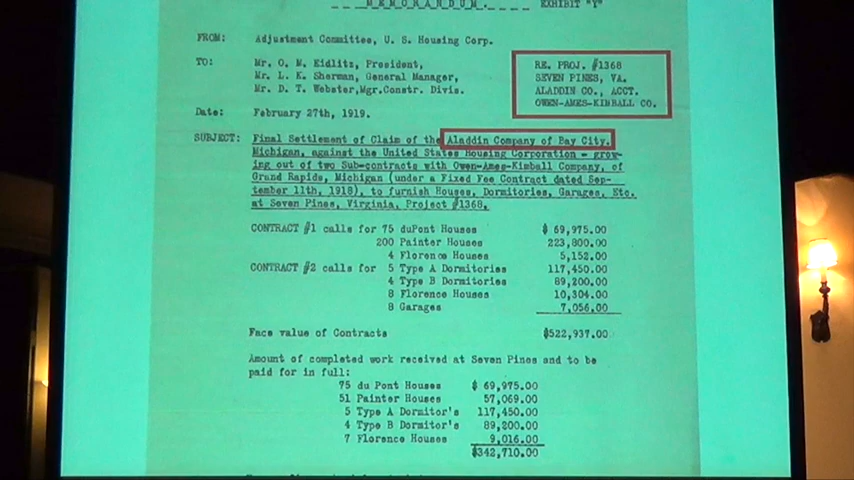 MEMORANDUM. EXHIBIT "Y"
FROM: Adjustment Committee, U. S. Housing Corp.
TO: Mr. O. M. Eidlitz, President,
Mr. L. K. Sherman, General Manager,
Mr. D. T. Webster,Mgr.Constr. Divis.
RE. PROJ. #1368
SEVEN PINES, VA.
ALADDIN CO., ACCT.
OWEN-AMES-KIMBALL CO.
Date: February 27th, 1919.
SUBJECT: Final Settlement of Claim of the Aladdin Company of Bay City,
Michigan, against the United States Housing Corporation - grow-
ing out of two Sub-contracts with Owen-Ames-Kimball Company, of
Grand Rapids, Michigan (under a Fixed Fee Contract dated Sep-
tember 11th, 1918), to furnish Houses, Dormitories, Garages, Etc.
at Seven Pines, Virginia, Project #1368.
CONTRACT #1 calls for 75 duPont Houses $ 69,975.00
200 Painter Houses 223,800.00
4 Florence Houses 5,152.00
CONTRACT #2 calls for 5 Type A Dormitories 117,450.00
4 Type B Dormitories 89,200.00
8 Florence Houses 10,304.00
8 Garages 7,056.00
Face value of Contracts $522,937.00
Amount of completed work received at Seven Pines and to be
paid for in full:
75 du Pont Houses $ 69,975.00
51 Painter Houses 57,069.00
5 Type A Dormitor's 117,450.00
4 Type B Dormitor's 89,200.00
7 Florence Houses 9,016.00
$342,710.00